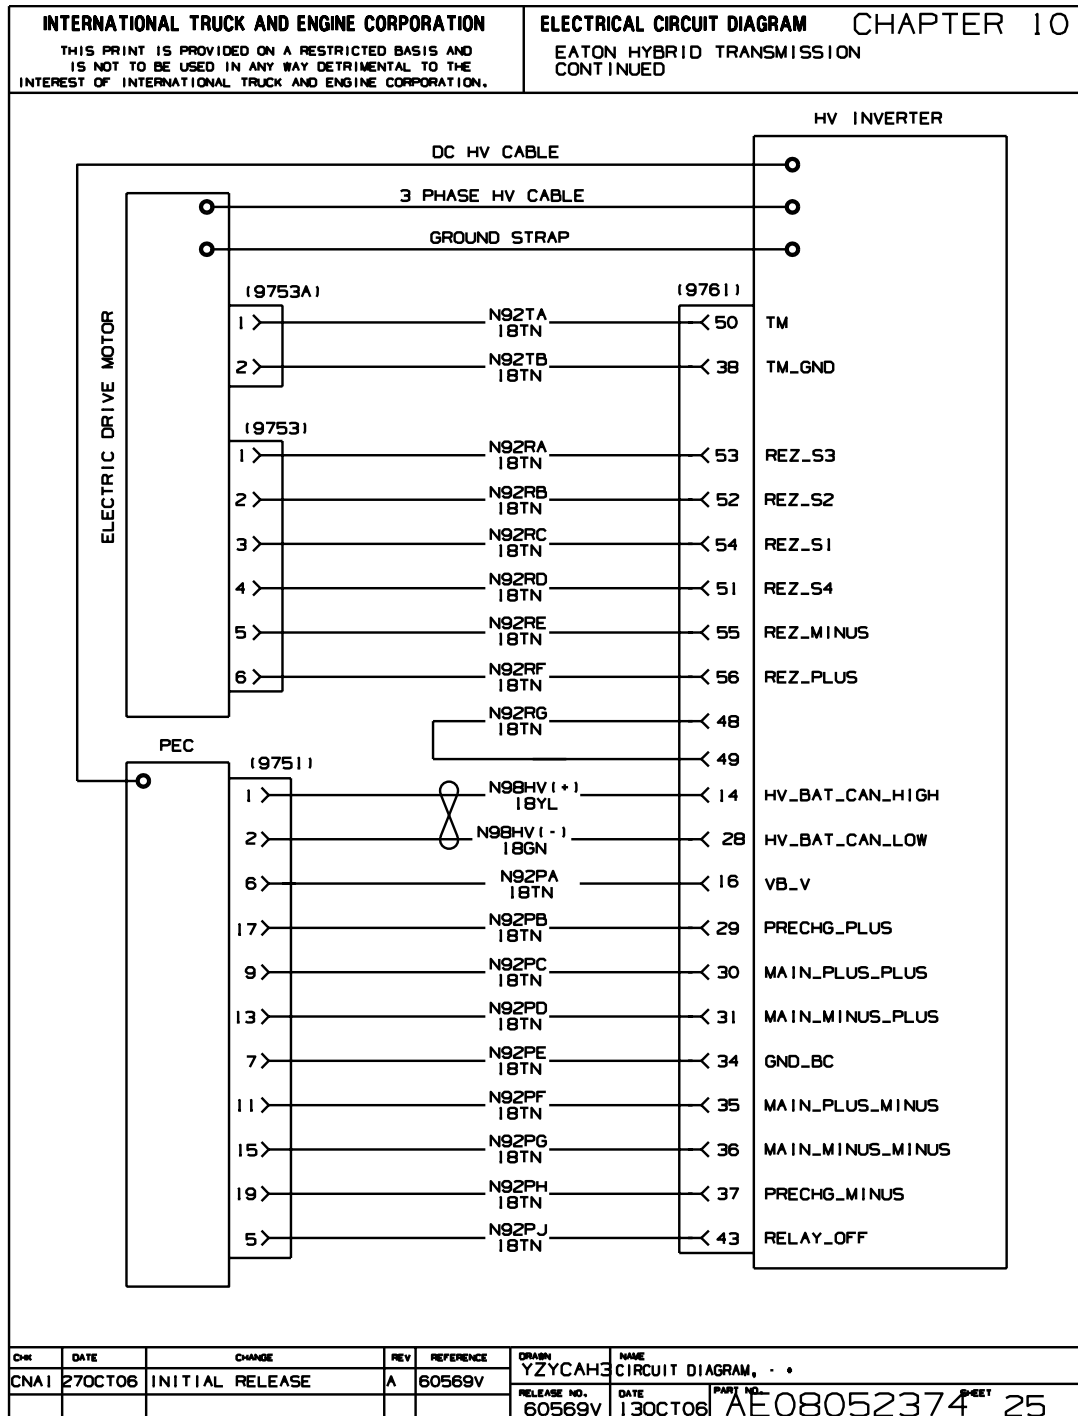 INTERNATIONAL TRUCK AND ENGINE CORPORATION
THIS PRINT IS PROVIDED ON A RESTRICTED BASIS AND
IS NOT TO BE USED IN ANY WAY DETRIMENTAL TO THE
INTEREST OF INTERNATIONAL TRUCK AND ENGINE CORPORATION.
ELECTRICAL CIRCUIT DIAGRAM CHAPTER 10
EATON HYBRID TRANSMISSION
CONTINUED
HV INVERTER
DC HV CABLE
3 PHASE HV CABLE
GROUND STRAP
ELECTRIC DRIVE MOTOR
(9753A) (9761)
1 N92TA 18TN 50 TM
2 N92TB 18TN 38 TM_GND
(9753)
1 N92RA 18TN 53 REZ_S3
2 N92RB 18TN 52 REZ_S2
3 N92RC 18TN 54 REZ_S1
4 N92RD 18TN 51 REZ_S4
5 N92RE 18TN 55 REZ_MINUS
6 N92RF 18TN 56 REZ_PLUS
N92RG 18TN 48
49
PEC
(9751)
1 N98HV(+) 18YL 14 HV_BAT_CAN_HIGH
2 N98HV(-) 18GN 28 HV_BAT_CAN_LOW
6 N92PA 18TN 16 VB_V
17 N92PB 18TN 29 PRECHG_PLUS
9 N92PC 18TN 30 MAIN_PLUS_PLUS
13 N92PD 18TN 31 MAIN_MINUS_PLUS
7 N92PE 18TN 34 GND_BC
11 N92PF 18TN 35 MAIN_PLUS_MINUS
15 N92PG 18TN 36 MAIN_MINUS_MINUS
19 N92PH 18TN 37 PRECHG_MINUS
5 N92PJ 18TN 43 RELAY_OFF
CHK DATE CHANGE REV REFERENCE DRAWN NAME
CNA1 27OCT06 INITIAL RELEASE A 60569V YZYCAH3 CIRCUIT DIAGRAM, - •
RELEASE NO. DATE PART NO. SHEET
60569V 13OCT06 AE08052374 25